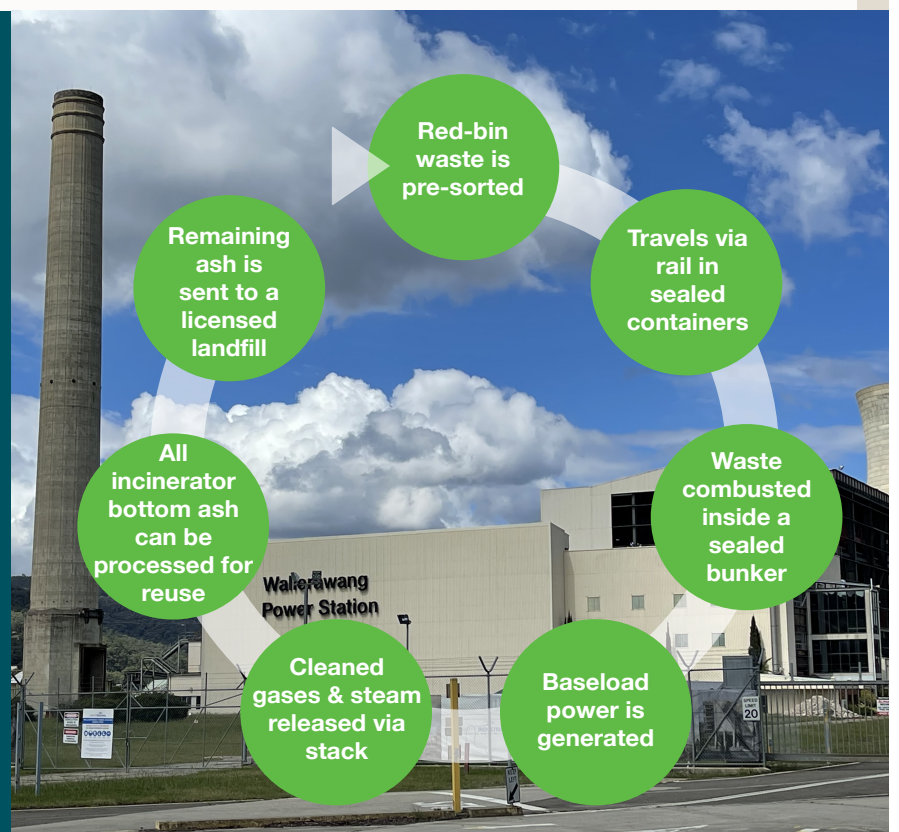 Red-bin
waste is
pre-sorted
Travels via
rail in
sealed
containers
Waste
combusted
inside a
sealed
bunker
Baseload
power is
generated
Cleaned
gases & steam
released via
stack
All
incinerator
bottom ash
can be
processed for
reuse
Remaining
ash is
sent to a
licensed
landfill
Wallerawang
Power Station
SPEED
LIMIT
20
KEEP
LEFT